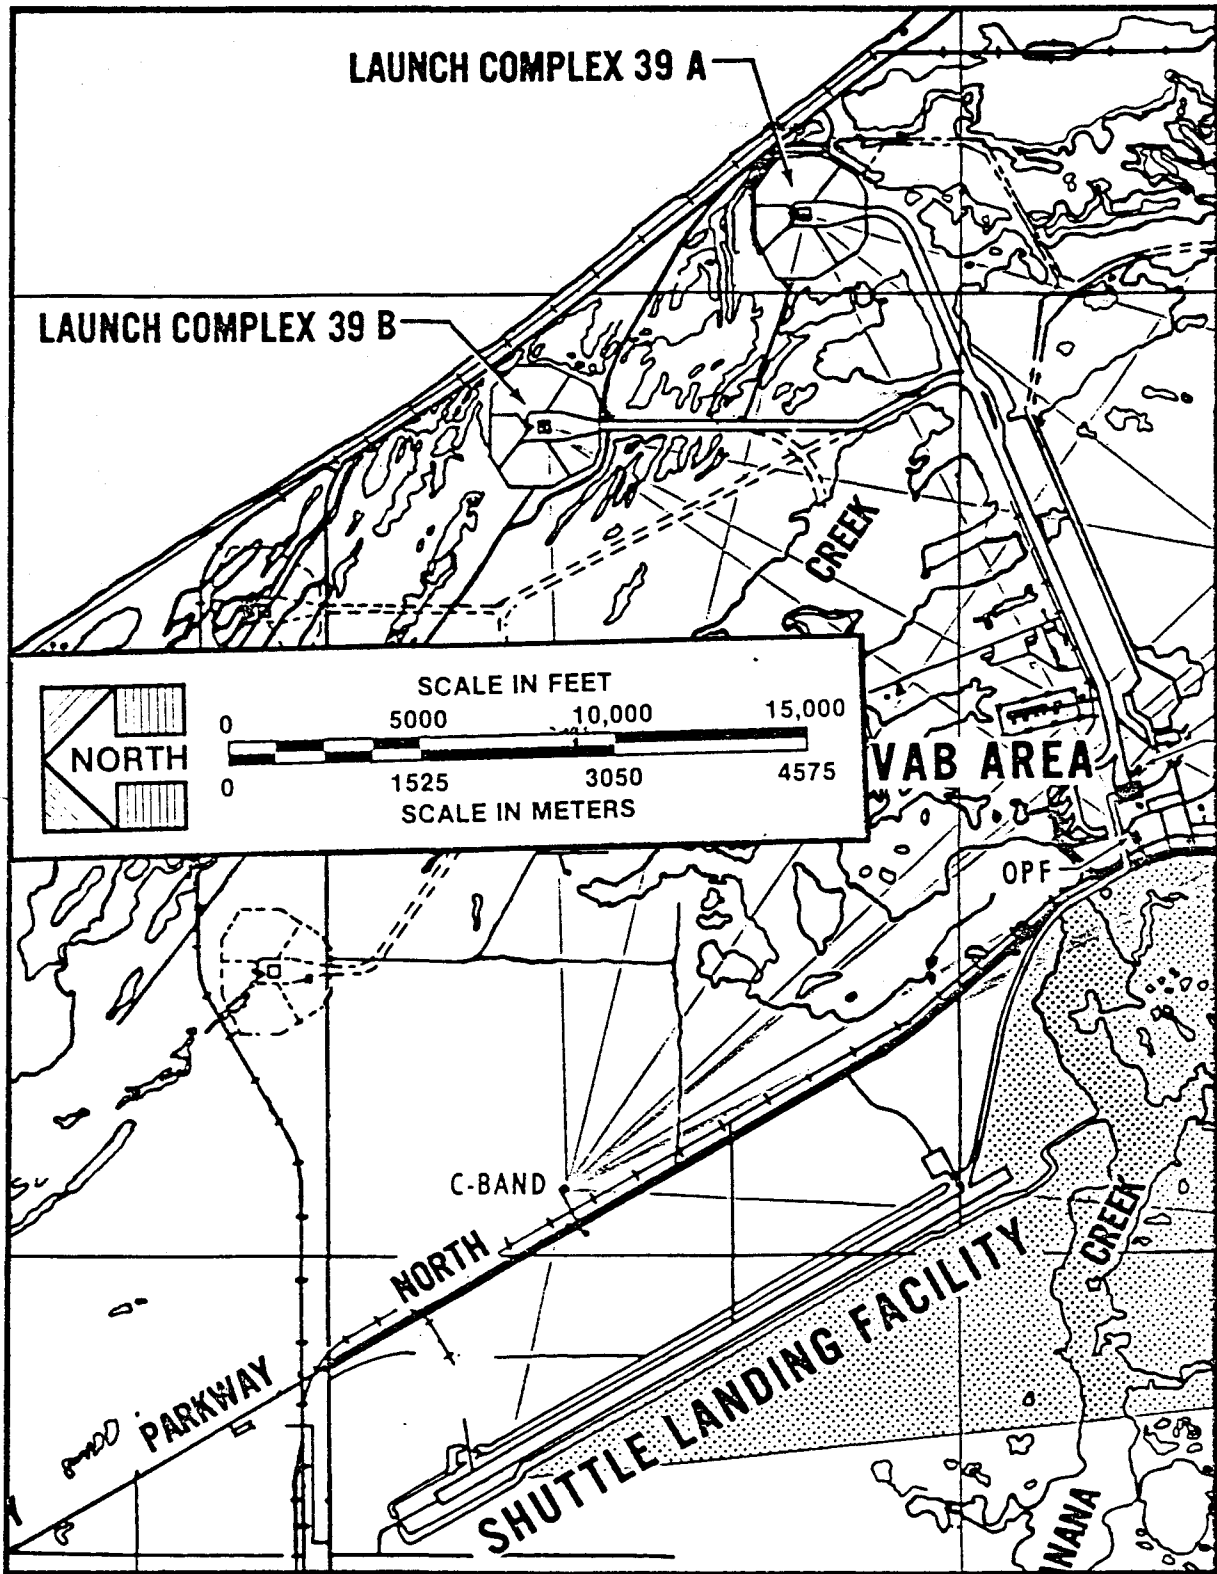 LAUNCH COMPLEX 39 A
LAUNCH COMPLEX 39 B
CREEK
SCALE IN FEET
0 5000 10,000 15,000
NORTH
0 1525 3050 4575
SCALE IN METERS
VAB AREA
OPF
C-BAND
CREEK
NORTH
PARKWAY
SHUTTLE LANDING FACILITY
NANA